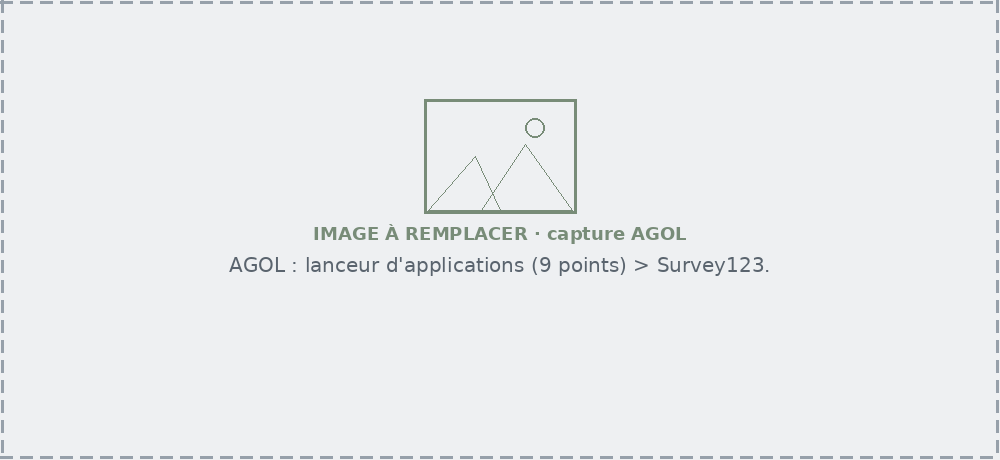 IMAGE À REMPLACER · capture AGOL
AGOL : lanceur d'applications (9 points) > Survey123.